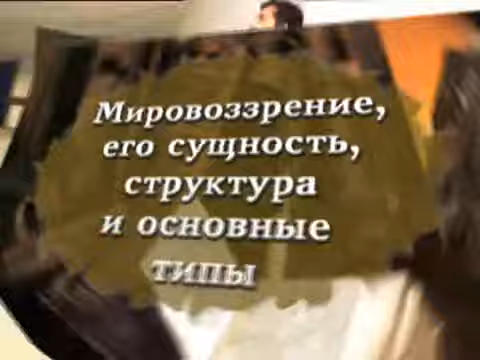 Мировоззрение,
его сущность,
структура
и основные
типы